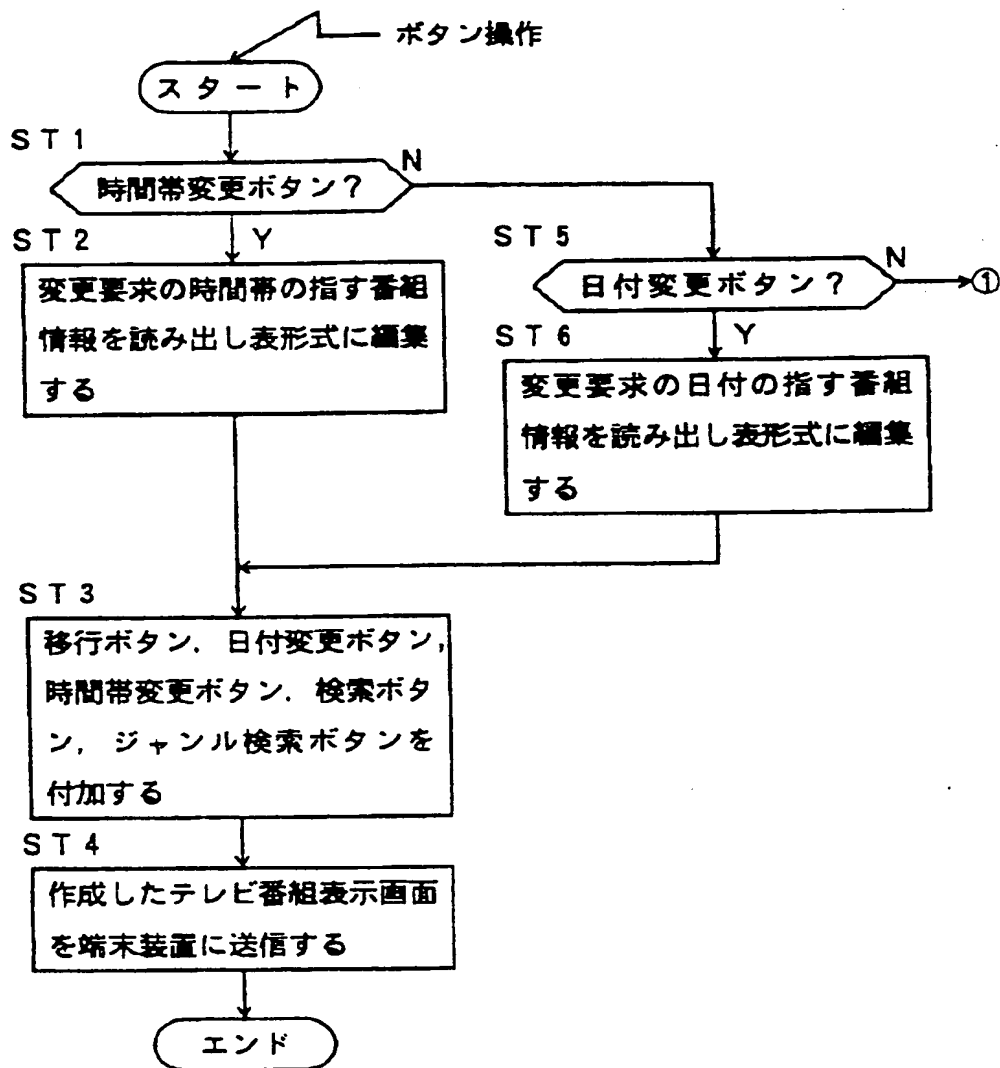 ボタン操作
スタート
ST1
時間帯変更ボタン?
N
ST2
Y
変更要求の時間帯の指す番組
情報を読み出し表形式に編集
する
ST5
日付変更ボタン?
N
①
ST6
Y
変更要求の日付の指す番組
情報を読み出し表形式に編集
する
ST3
移行ボタン, 日付変更ボタン,
時間帯変更ボタン, 検索ボタ
ン, ジャンル検索ボタンを
付加する
ST4
作成したテレビ番組表示画面
を端末装置に送信する
エンド